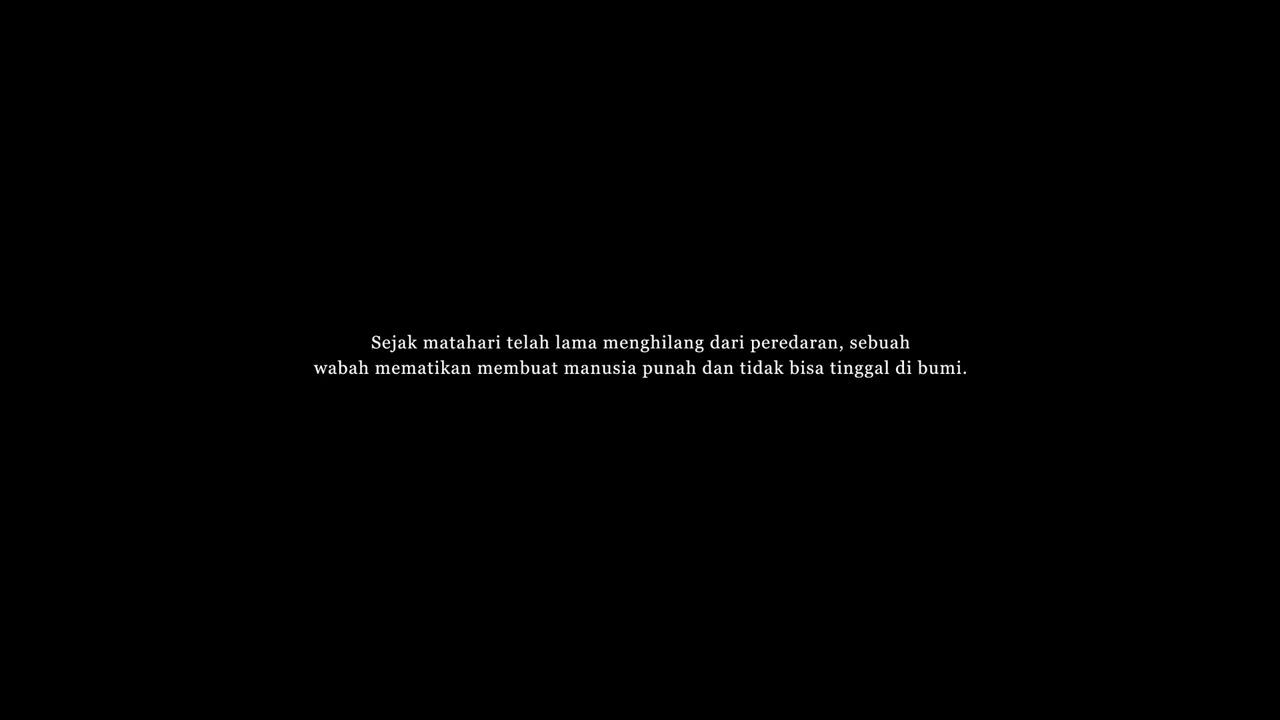 Sejak matahari telah lama menghilang dari peredaran, sebuah
wabah mematikan membuat manusia punah dan tidak bisa tinggal di bumi.